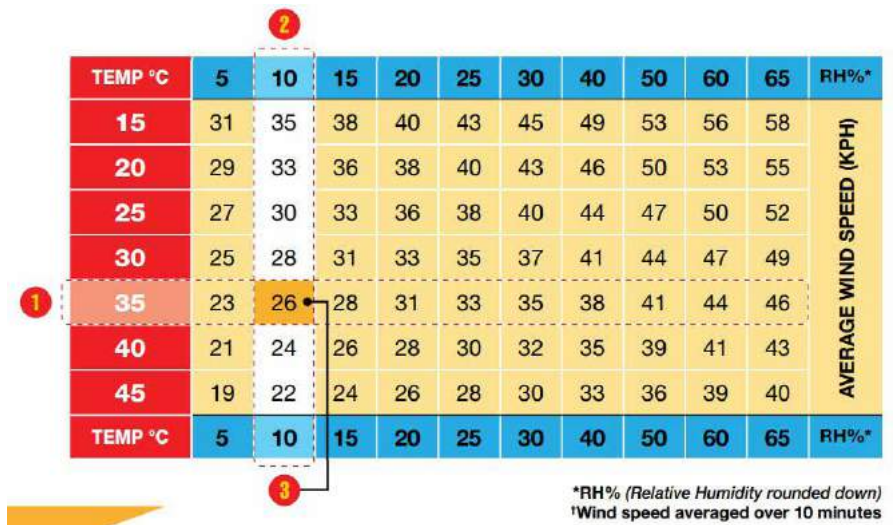 2
TEMP °C 5 10 15 20 25 30 40 50 60 65 RH%*
15 31 35 38 40 43 45 49 53 56 58
20 29 33 36 38 40 43 46 50 53 55
25 27 30 33 36 38 40 44 47 50 52
30 25 28 31 33 35 37 41 44 47 49
1 35 23 26 28 31 33 35 38 41 44 46
40 21 24 26 28 30 32 35 39 41 43
45 19 22 24 26 28 30 33 36 39 40
AVERAGE WIND SPEED (KPH)
TEMP °C 5 10 15 20 25 30 40 50 60 65 RH%*
3
*RH% (Relative Humidity rounded down)
†Wind speed averaged over 10 minutes